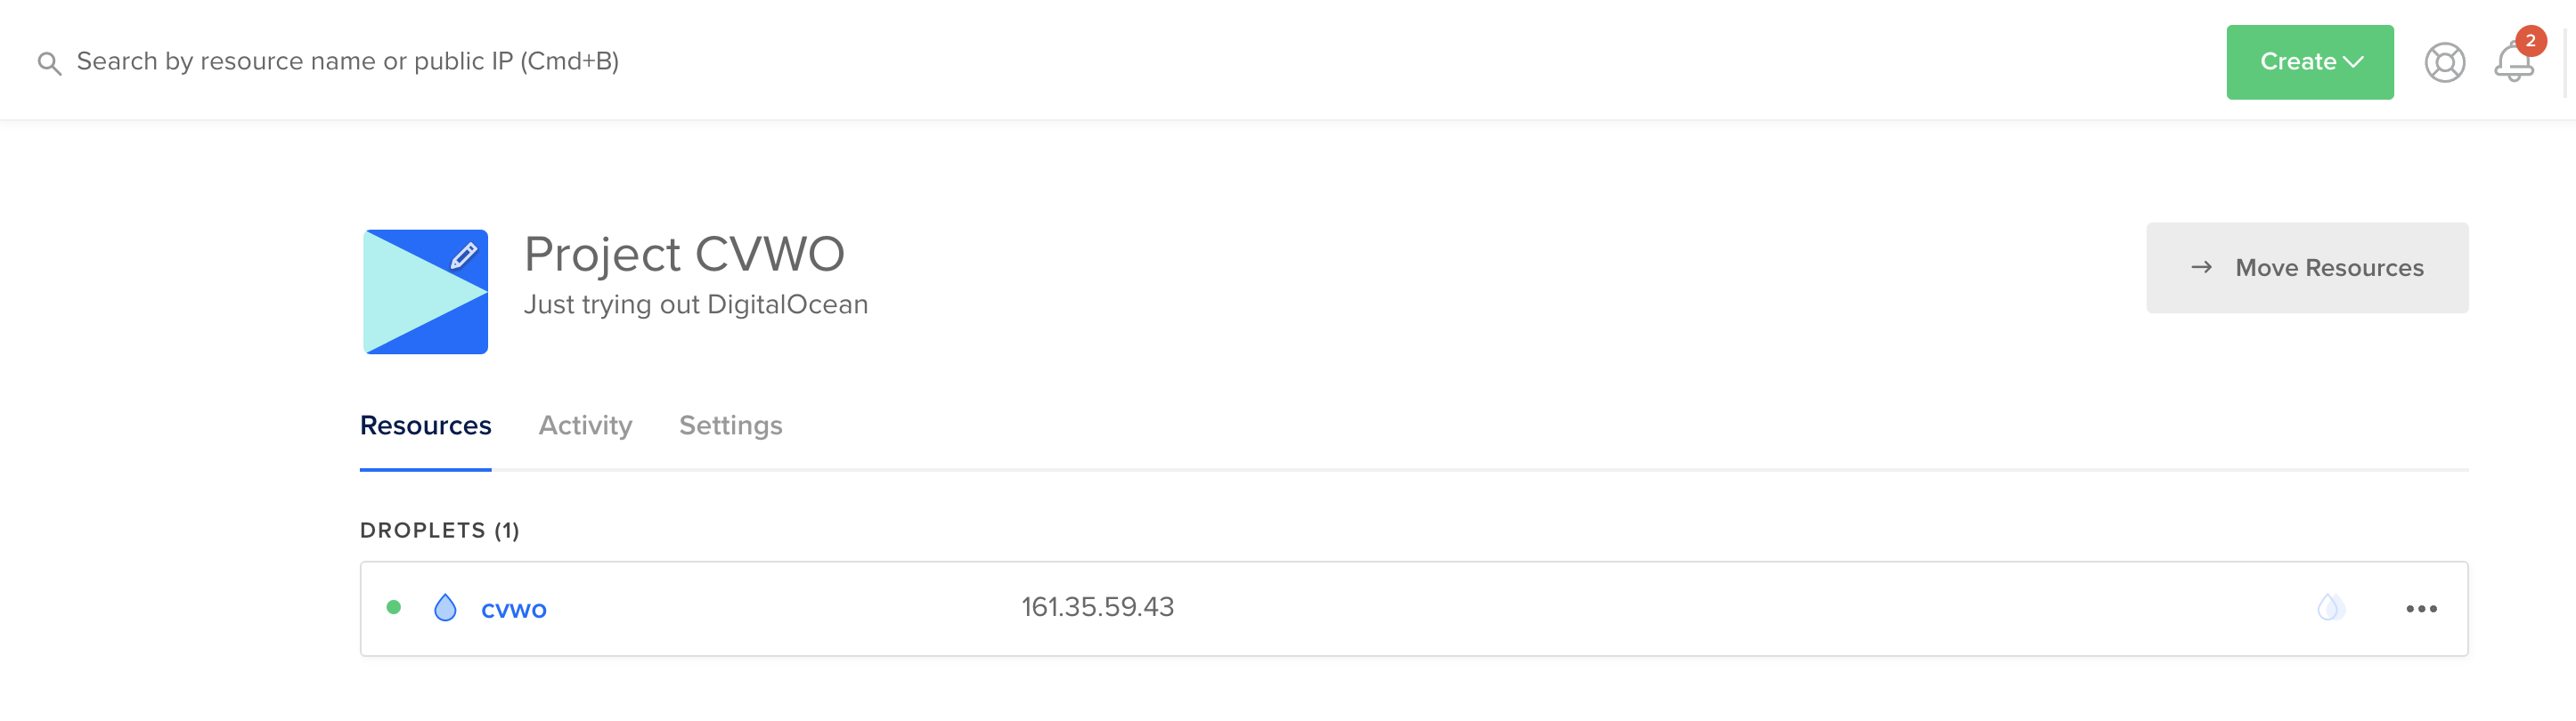 Search by resource name or public IP (Cmd+B)
Create
2
Project CVWO
Just trying out DigitalOcean
Move Resources
Resources Activity Settings
DROPLETS (1)
cvwo 161.35.59.43